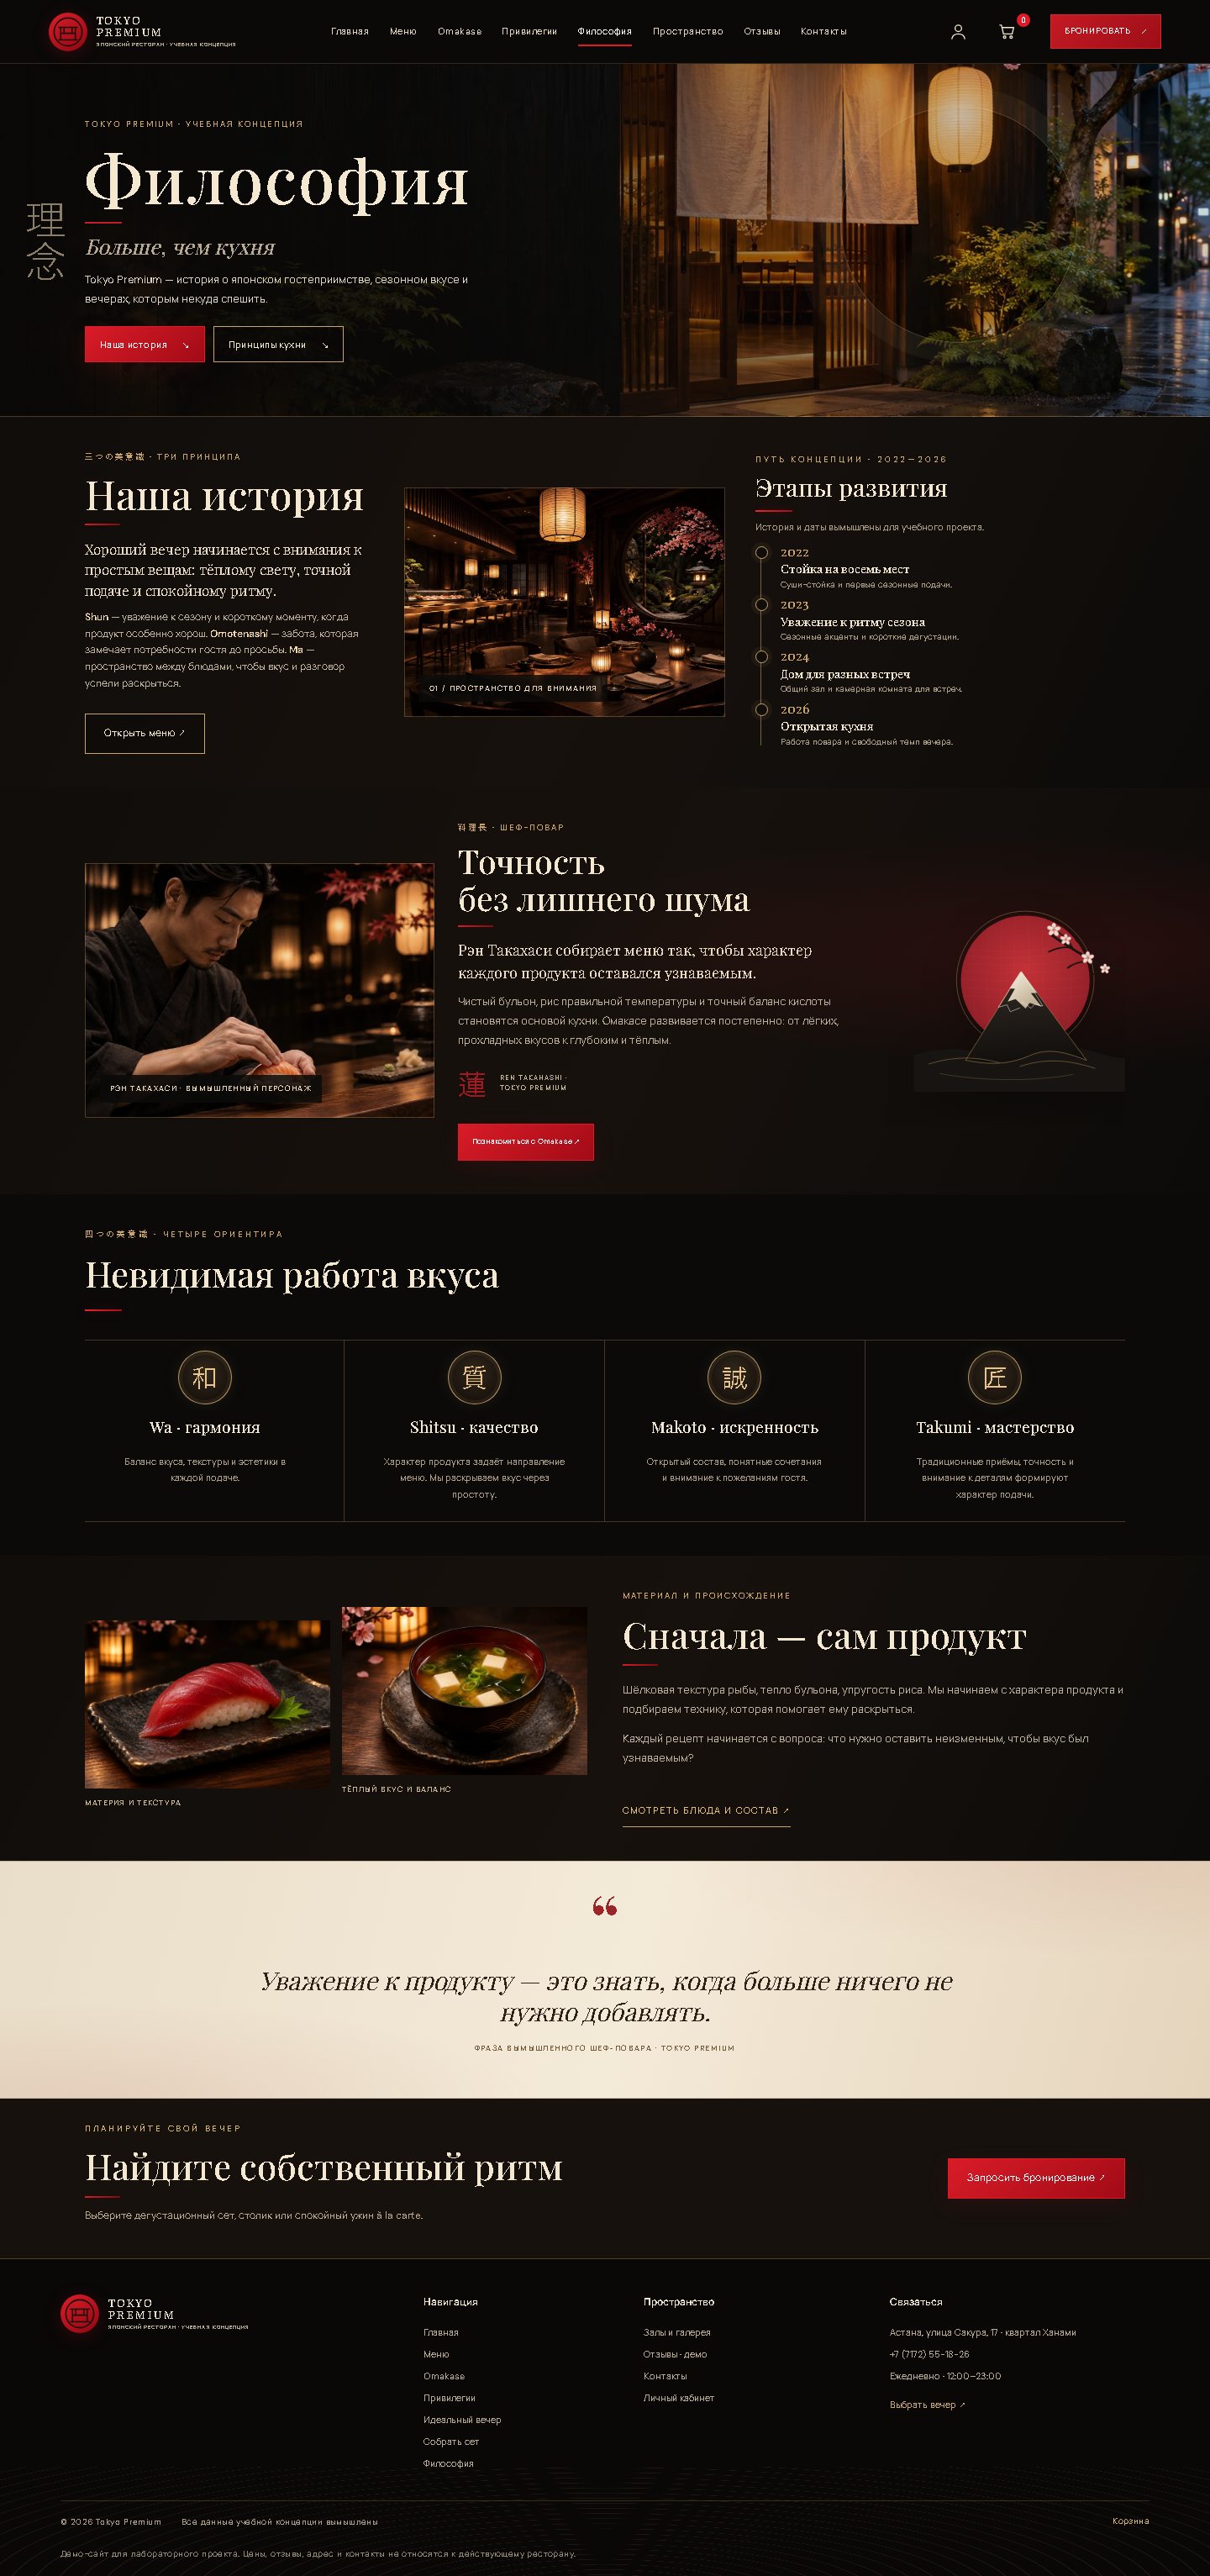 TOKYO
PREMIUM
ЯПОНСКИЙ РЕСТОРАН · УЧЕБНАЯ КОНЦЕПЦИЯ
Главная
Меню
Omakase
Привилегии
Философия
Пространство
Отзывы
Контакты
0
БРОНИРОВАТЬ ↗
TOKYO PREMIUM · УЧЕБНАЯ КОНЦЕПЦИЯ
理念
Философия
Больше, чем кухня
Tokyo Premium — история о японском гостеприимстве, сезонном вкусе и
вечерах, которым некуда спешить.
Наша история ↘
Принципы кухни ↘
三つの美意識 · ТРИ ПРИНЦИПА
Наша история
Хороший вечер начинается с внимания к
простым вещам: тёплому свету, точной
подаче и спокойному ритму.
Shun — уважение к сезону и короткому моменту, когда
продукт особенно хорош. Omotenashi — забота, которая
замечает потребности гостя до просьбы. Ma —
пространство между блюдами, чтобы вкус и разговор
успели раскрыться.
Открыть меню ↗
01 / ПРОСТРАНСТВО ДЛЯ ВНИМАНИЯ
ПУТЬ КОНЦЕПЦИИ · 2022—2026
Этапы развития
История и даты вымышлены для учебного проекта.
2022
Стойка на восемь мест
Суши-стойка и первые сезонные подачи.
2023
Уважение к ритму сезона
Сезонные акценты и короткие дегустации.
2024
Дом для разных встреч
Общий зал и камерная комната для встреч.
2026
Открытая кухня
Работа повара и свободный темп вечера.
РЭН ТАКАХАСИ · ВЫМЫШЛЕННЫЙ ПЕРСОНАЖ
料理長 · ШЕФ-ПОВАР
Точность
без лишнего шума
Рэн Такахаси собирает меню так, чтобы характер
каждого продукта оставался узнаваемым.
Чистый бульон, рис правильной температуры и точный баланс кислоты
становятся основой кухни. Омакасе развивается постепенно: от лёгких,
прохладных вкусов к глубоким и тёплым.
蓮
REN TAKAHASHI ·
TOKYO PREMIUM
Познакомиться с Omakase ↗
四つの美意識 · ЧЕТЫРЕ ОРИЕНТИРА
Невидимая работа вкуса
和
Wa · гармония
Баланс вкуса, текстуры и эстетики в
каждой подаче.
質
Shitsu · качество
Характер продукта задаёт направление
меню. Мы раскрываем вкус через
простоту.
誠
Makoto · искренность
Открытый состав, понятные сочетания
и внимание к пожеланиям гостя.
匠
Takumi · мастерство
Традиционные приёмы, точность и
внимание к деталям формируют
характер подачи.
МАТЕРИЯ И ТЕКСТУРА
ТЁПЛЫЙ ВКУС И БАЛАНС
МАТЕРИАЛ И ПРОИСХОЖДЕНИЕ
Сначала — сам продукт
Шёлковая текстура рыбы, тепло бульона, упругость риса. Мы начинаем с характера продукта и
подбираем технику, которая помогает ему раскрыться.
Каждый рецепт начинается с вопроса: что нужно оставить неизменным, чтобы вкус был
узнаваемым?
СМОТРЕТЬ БЛЮДА И СОСТАВ ↗
“
Уважение к продукту — это знать, когда больше ничего не
нужно добавлять.
ФРАЗА ВЫМЫШЛЕННОГО ШЕФ-ПОВАРА · TOKYO PREMIUM
ПЛАНИРУЙТЕ СВОЙ ВЕЧЕР
Найдите собственный ритм
Выберите дегустационный сет, столик или спокойный ужин à la carte.
Запросить бронирование ↗
TOKYO
PREMIUM
ЯПОНСКИЙ РЕСТОРАН · УЧЕБНАЯ КОНЦЕПЦИЯ
Навигация
Главная
Меню
Omakase
Привилегии
Идеальный вечер
Собрать сет
Философия
Пространство
Залы и галерея
Отзывы · демо
Контакты
Личный кабинет
Связаться
Астана, улица Сакура, 17 · квартал Ханами
+7 (7172) 55-18-26
Ежедневно · 12:00—23:00
Выбрать вечер ↗
© 2026 Tokyo Premium
Все данные учебной концепции вымышлены
Корзина
Демо-сайт для лабораторного проекта. Цены, отзывы, адрес и контакты не относятся к действующему ресторану.